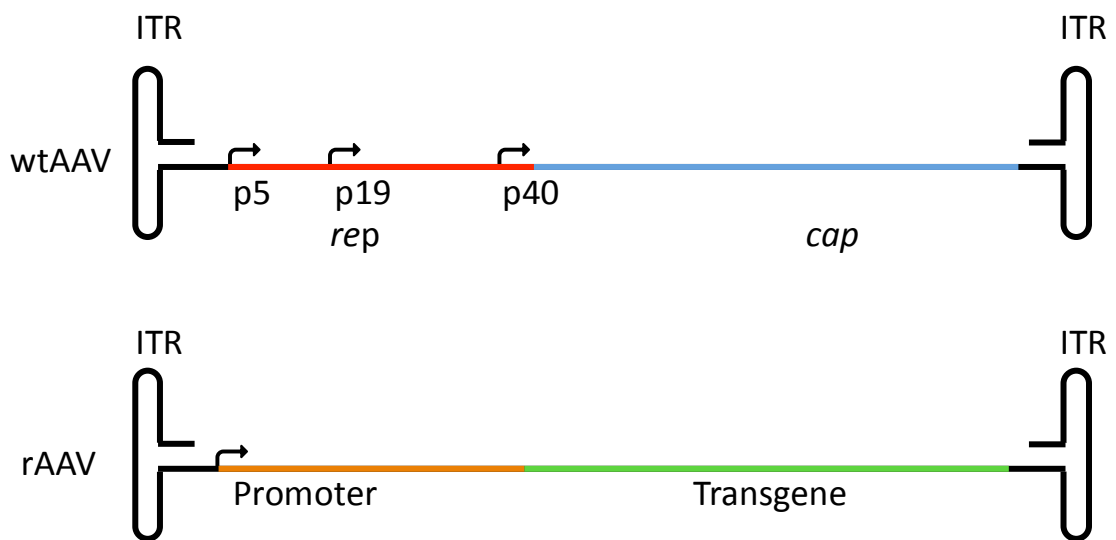 ITR ITR
wtAAV
p5 p19 p40
rep cap
ITR ITR
rAAV
Promoter Transgene